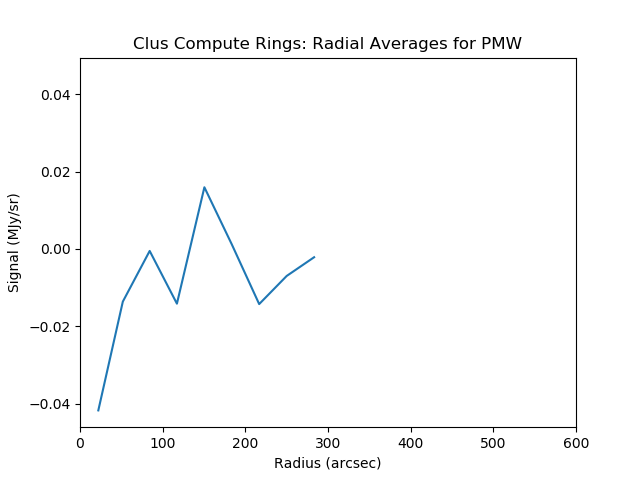 Clus Compute Rings: Radial Averages for PMW
Signal (MJy/sr)
0.04
0.02
0.00
−0.02
−0.04
0 100 200 300 400 500 600
Radius (arcsec)